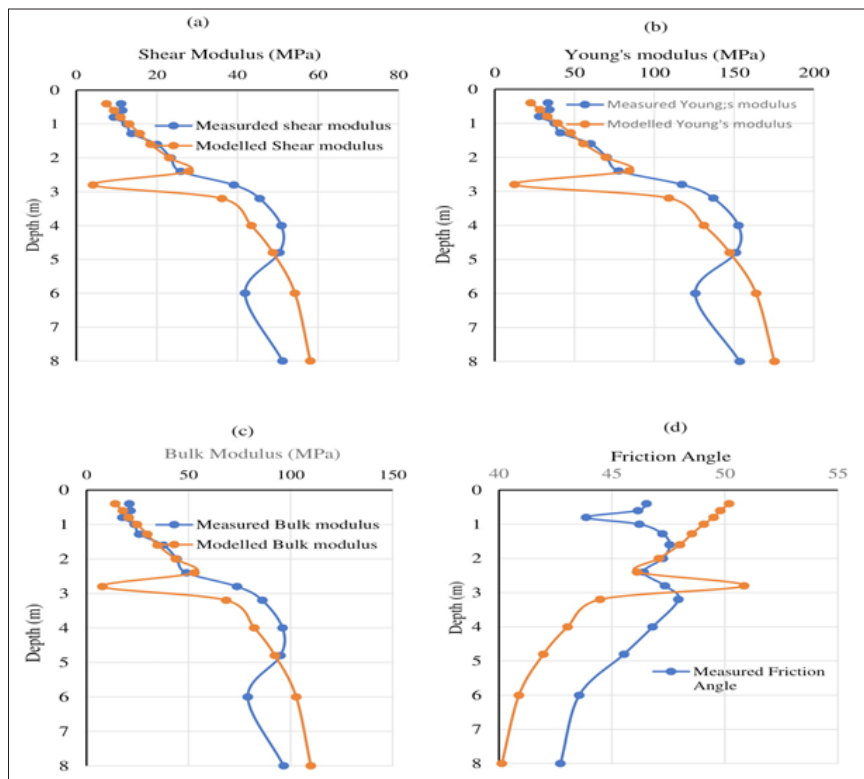 (a)
Shear Modulus (MPa)
0 20 40 60 80
0
1
2
3
4
5
6
7
8
Depth (m)
Measurded shear modulus
Modelled Shear modulus
(b)
Young's modulus (MPa)
0 50 100 150 200
0
1
2
3
4
5
6
7
8
Depth (m)
Measured Young;s modulus
Modelled Young's modulus
(c)
Bulk Modulus (MPa)
0 50 100 150
0
1
2
3
4
5
6
7
8
Depth (m)
Measured Bulk modulus
Modelled Bulk modulus
(d)
Friction Angle
40 45 50 55
0
1
2
3
4
5
6
7
8
Depth (m)
Measured Friction
Angle